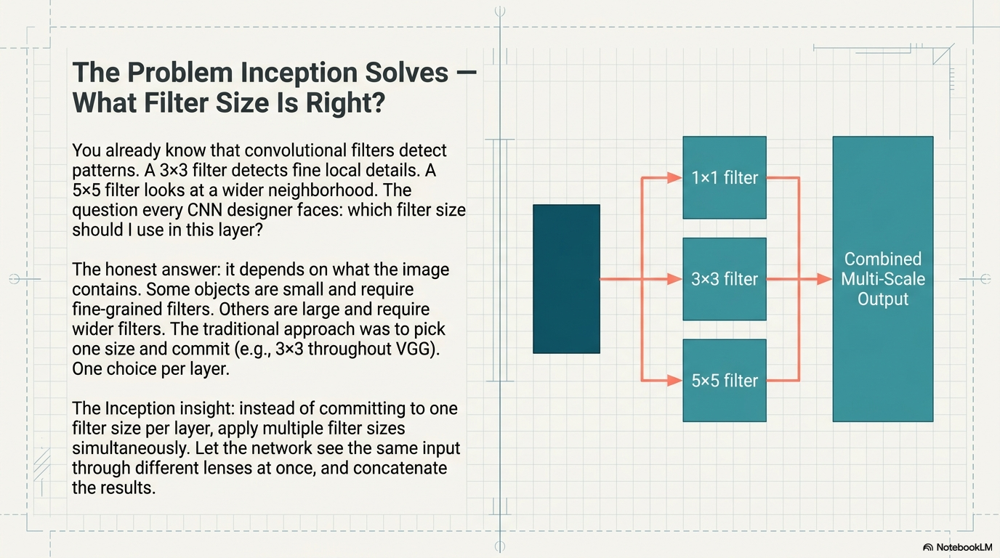 The Problem Inception Solves —
What Filter Size Is Right?
You already know that convolutional filters detect
patterns. A 3×3 filter detects fine local details. A
5×5 filter looks at a wider neighborhood. The
question every CNN designer faces: which filter size
should I use in this layer?
The honest answer: it depends on what the image
contains. Some objects are small and require
fine-grained filters. Others are large and require
wider filters. The traditional approach was to pick
one size and commit (e.g., 3×3 throughout VGG).
One choice per layer.
The Inception insight: instead of committing to one
filter size per layer, apply multiple filter sizes
simultaneously. Let the network see the same input
through different lenses at once, and concatenate
the results.
1×1 filter
3×3 filter
5×5 filter
Combined
Multi-Scale
Output
NotebookLM